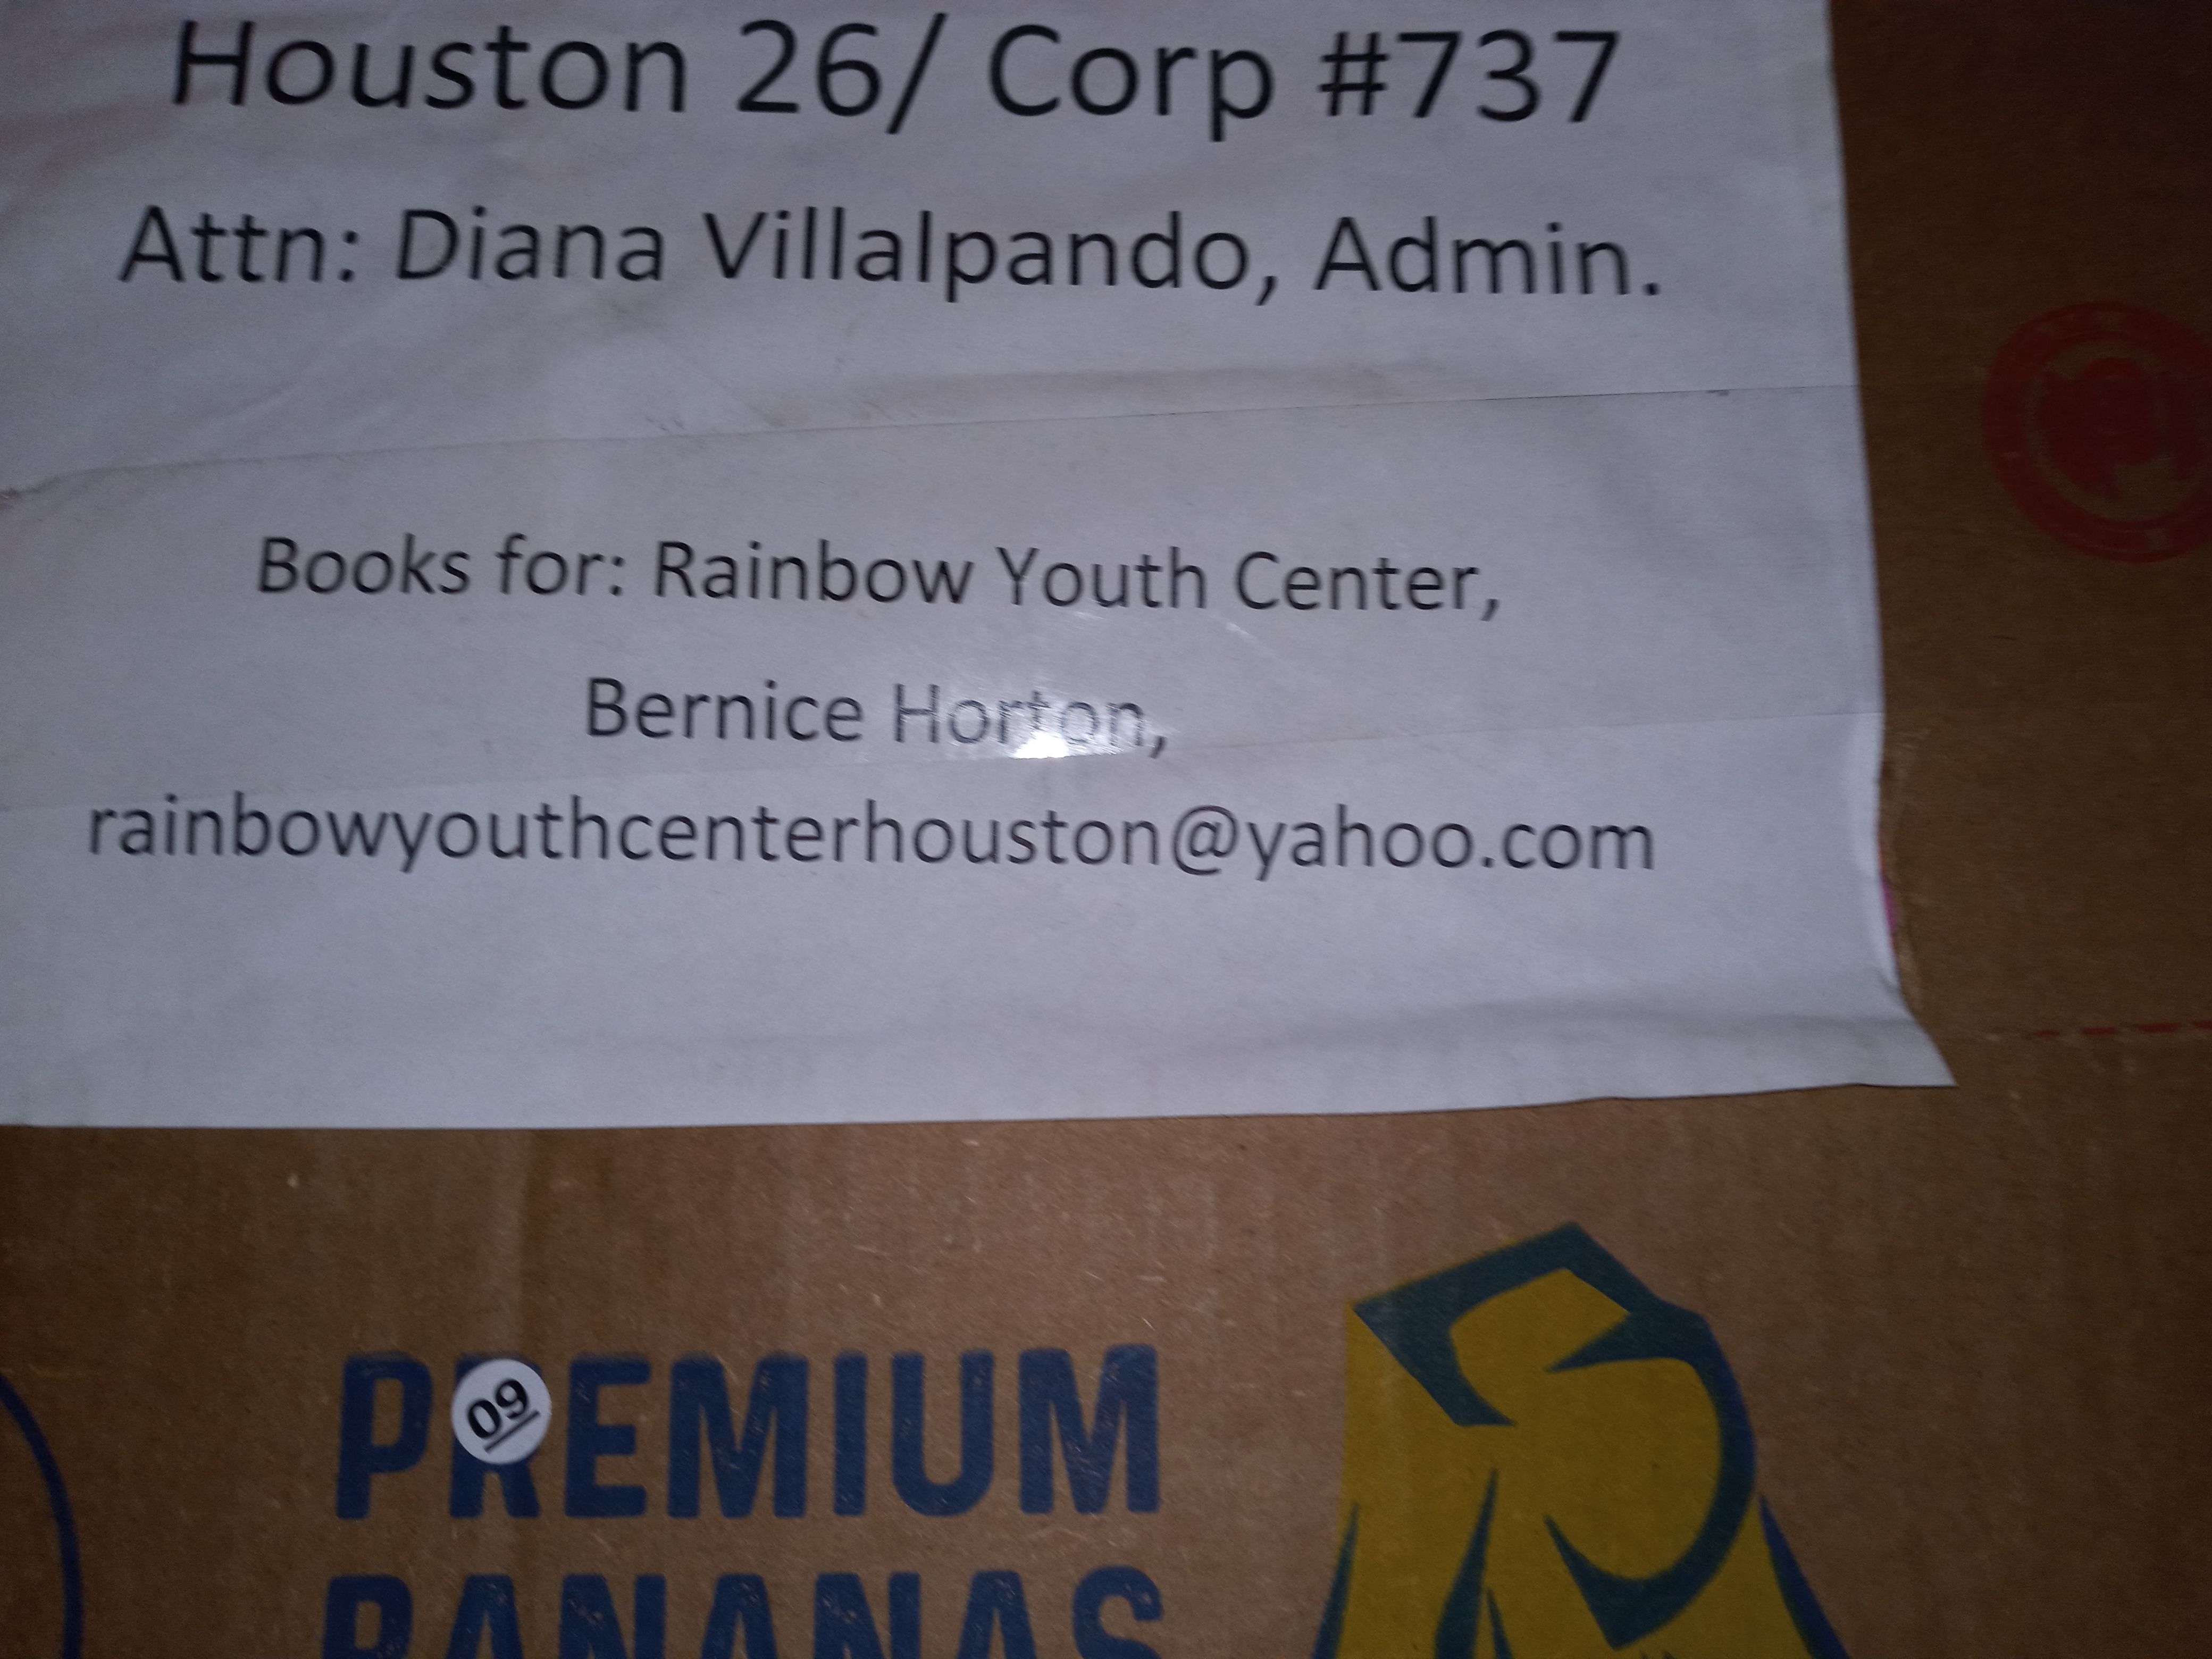 Houston 26/ Corp #737
Attn: Diana Villalpando, Admin.
Books for: Rainbow Youth Center,
Bernice Horton,
rainbowyouthcenterhouston@yahoo.com
09
PREMIUM
BANANAS